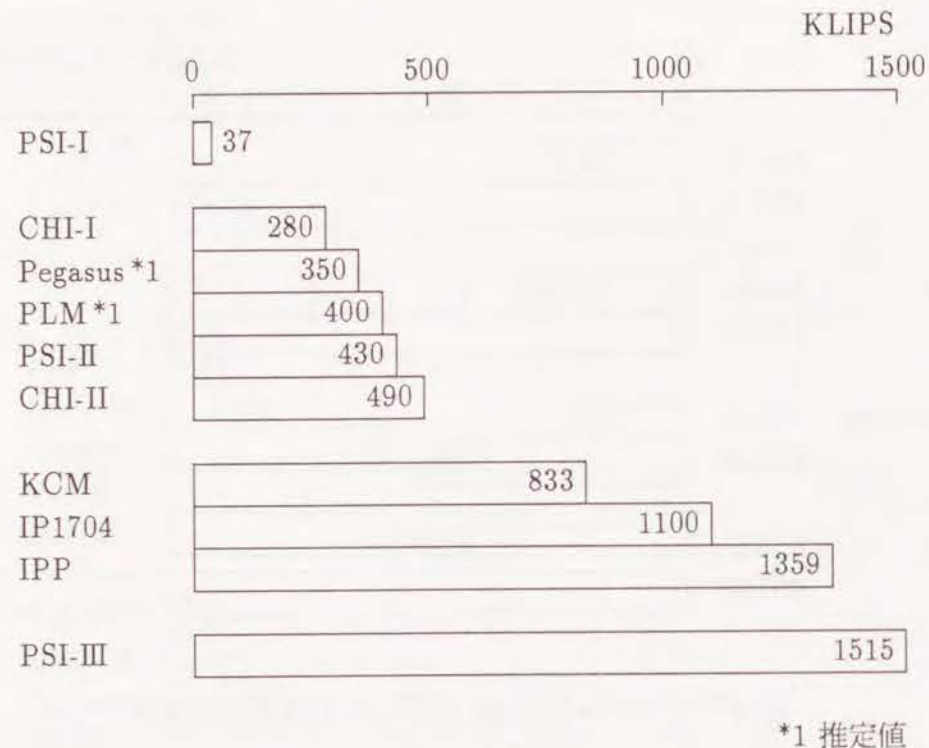 KLIPS
0 500 1000 1500
PSI-I 37
CHI-I 280
Pegasus *1 350
PLM *1 400
PSI-II 430
CHI-II 490
KCM 833
IP1704 1100
IPP 1359
PSI-III 1515
*1 推定値